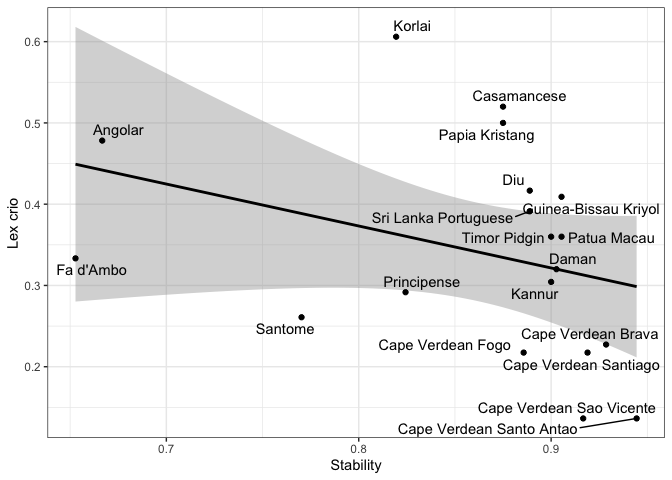 Korlai
0.6
Casamancese
0.5
Angolar
Papia Kristang
Diu
0.4
Guinea-Bissau Kriyol
Sri Lanka Portuguese
Lex crio
Timor Pidgin
Patua Macau
Daman
Fa d'Ambo
Principense
0.3
Kannur
Santome
Cape Verdean Brava
Cape Verdean Fogo
Cape Verdean Santiago
0.2
Cape Verdean Sao Vicente
Cape Verdean Santo Antao
0.7 0.8 0.9
Stability